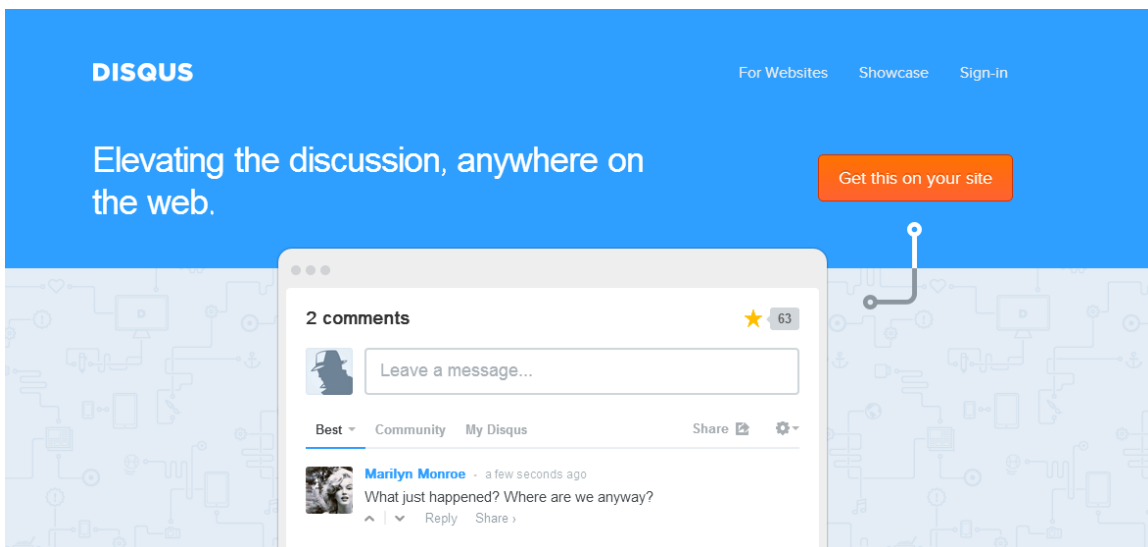 DISQUS
For Websites Showcase Sign-in
Elevating the discussion, anywhere on
the web.
Get this on your site
2 comments
63
Leave a message...
Best Community My Disqus Share
Marilyn Monroe - a few seconds ago
What just happened? Where are we anyway?
Reply Share ›